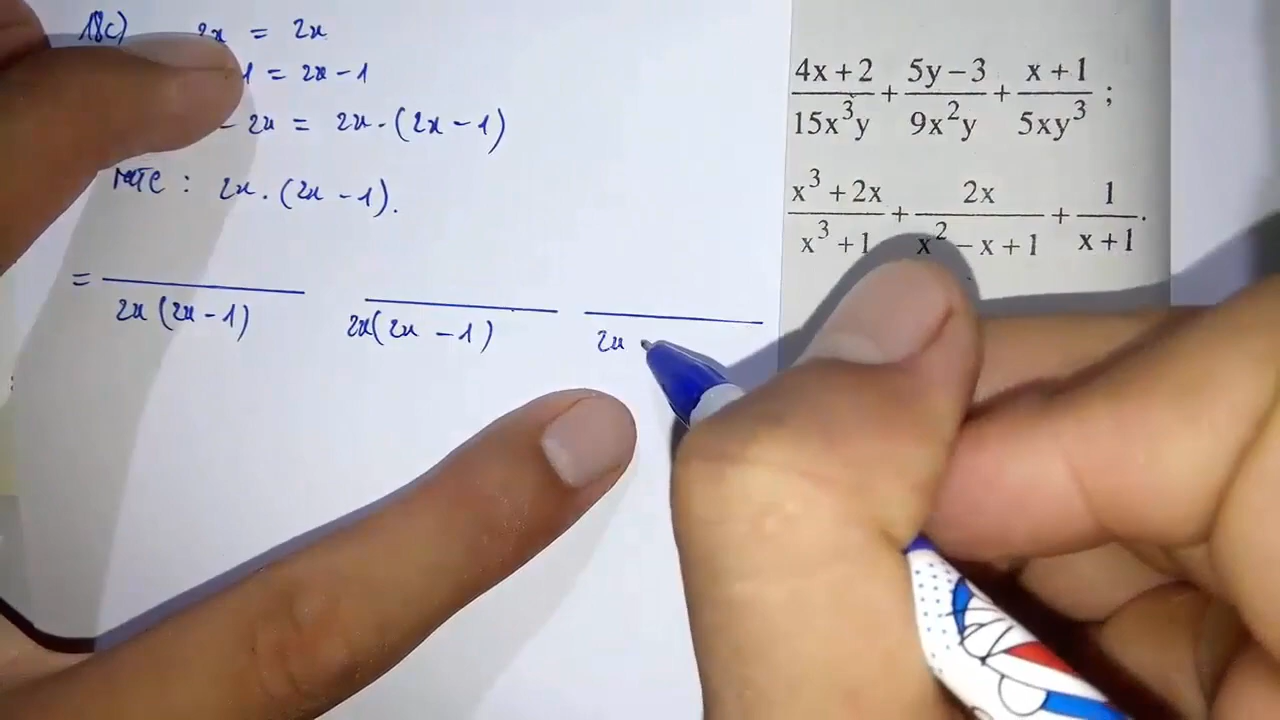 18c) 2x = 2x
1 = 2x - 1
- 2x = 2x - (2x - 1)
MTC : 2x . (2x - 1).
= ──── ──── ────
2x (2x - 1) 2x(2x - 1) 2x
4x + 2 5y - 3 x + 1
──── + ──── + ──── ;
15x³y 9x²y 5xy³
x³ + 2x 2x 1
──── + ──── + ──── .
x³ + 1 x² - x + 1 x + 1